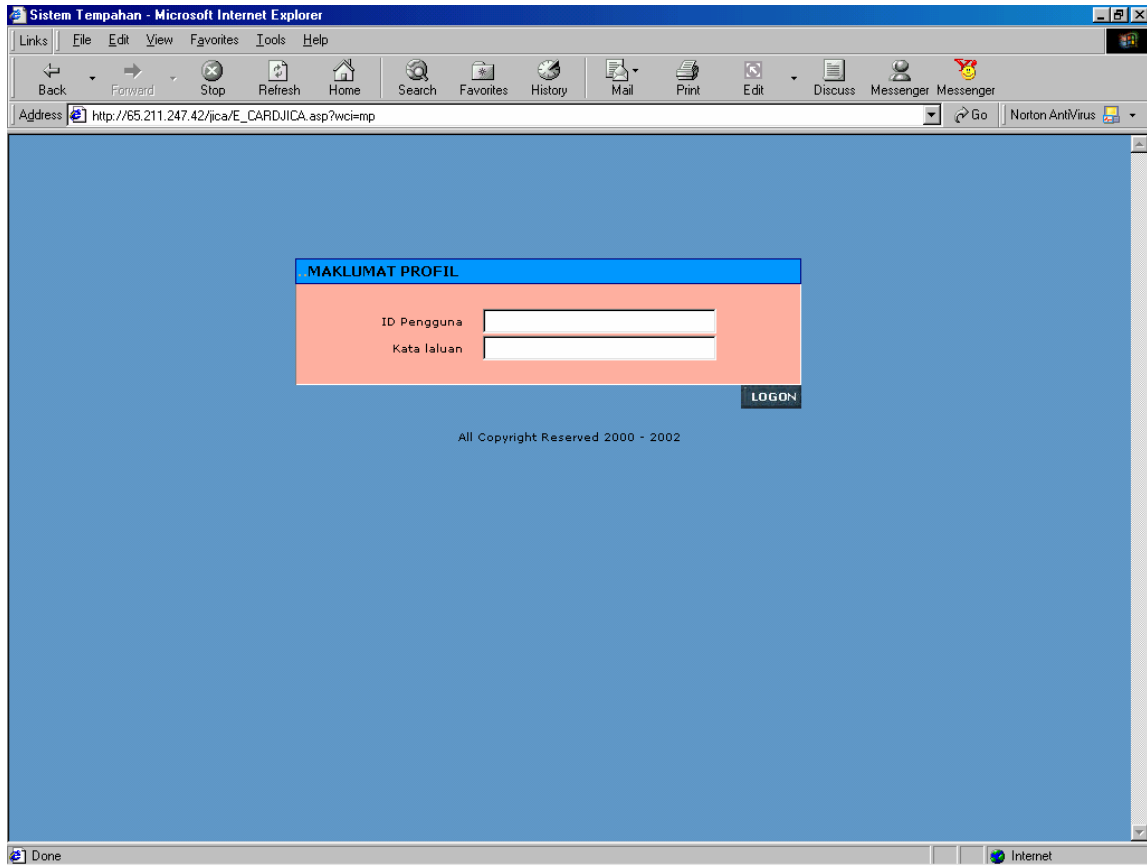 Sistem Tempahan - Microsoft Internet Explorer
Links File Edit View Favorites Tools Help
Back Forward Stop Refresh Home Search Favorites History Mail Print Edit Discuss Messenger Messenger
Address http://65.211.247.42/jica/E_CARDJICA.asp?wci=mp Go Norton AntiVirus
..MAKLUMAT PROFIL
ID Pengguna
Kata laluan
LOGON
All Copyright Reserved 2000 - 2002
Done Internet